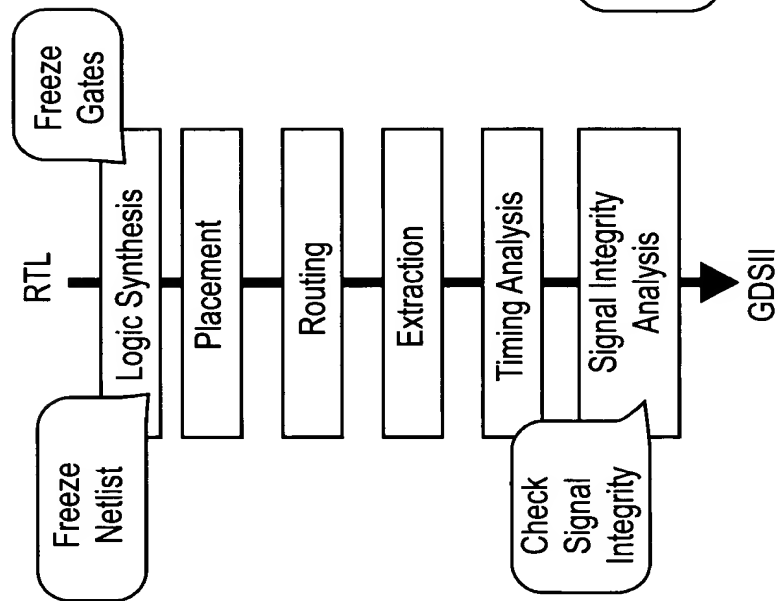 RTL
Freeze
Netlist
Freeze
Gates
Logic Synthesis
Placement
Routing
Extraction
Timing Analysis
Check
Signal
Integrity
Signal Integrity
Analysis
GDSII